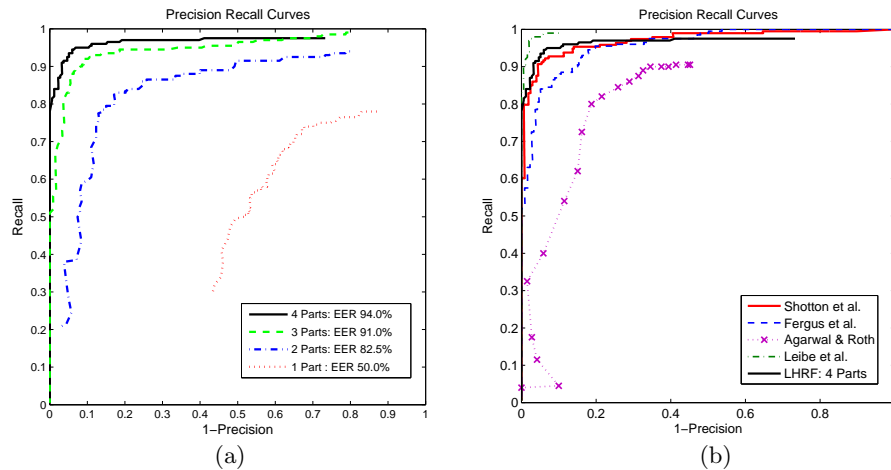 Precision Recall Curves
1
0.9
0.8
0.7
0.6
0.5
0.4
0.3
0.2
0.1
0
Recall
0 0.1 0.2 0.3 0.4 0.5 0.6 0.7 0.8 0.9 1
1−Precision
4 Parts: EER 94.0%
3 Parts: EER 91.0%
2 Parts: EER 82.5%
1 Part : EER 50.0%
(a)
Precision Recall Curves
1
0.9
0.8
0.7
0.6
0.5
0.4
0.3
0.2
0.1
0
Recall
0 0.2 0.4 0.6 0.8
1−Precision
Shotton et al.
Fergus et al.
Agarwal & Roth
Leibe et al.
LHRF: 4 Parts
(b)